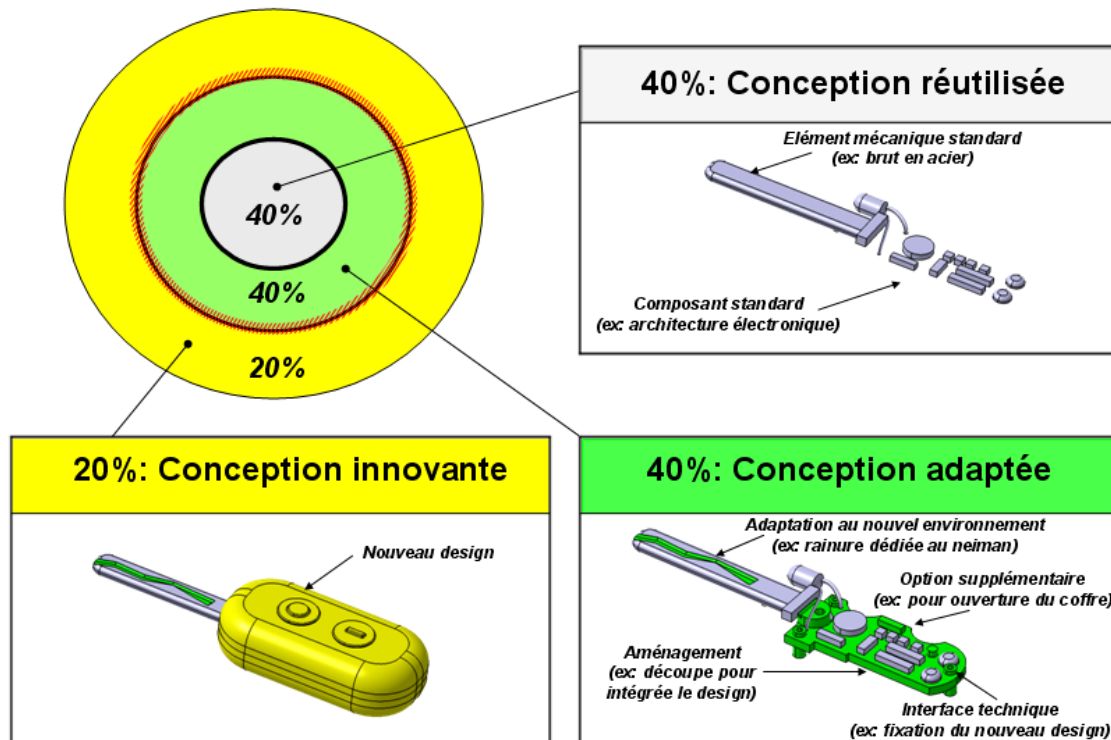 40%: Conception réutilisée
Elément mécanique standard
(ex: brut en acier)
Composant standard
(ex: architecture électronique)
40%
40%
20%
20%: Conception innovante
Nouveau design
40%: Conception adaptée
Adaptation au nouvel environnement
(ex: rainure dédiée au neiman)
Option supplémentaire
(ex: pour ouverture du coffre)
Aménagement
(ex: découpe pour
intégrée le design)
Interface technique
(ex: fixation du nouveau design)